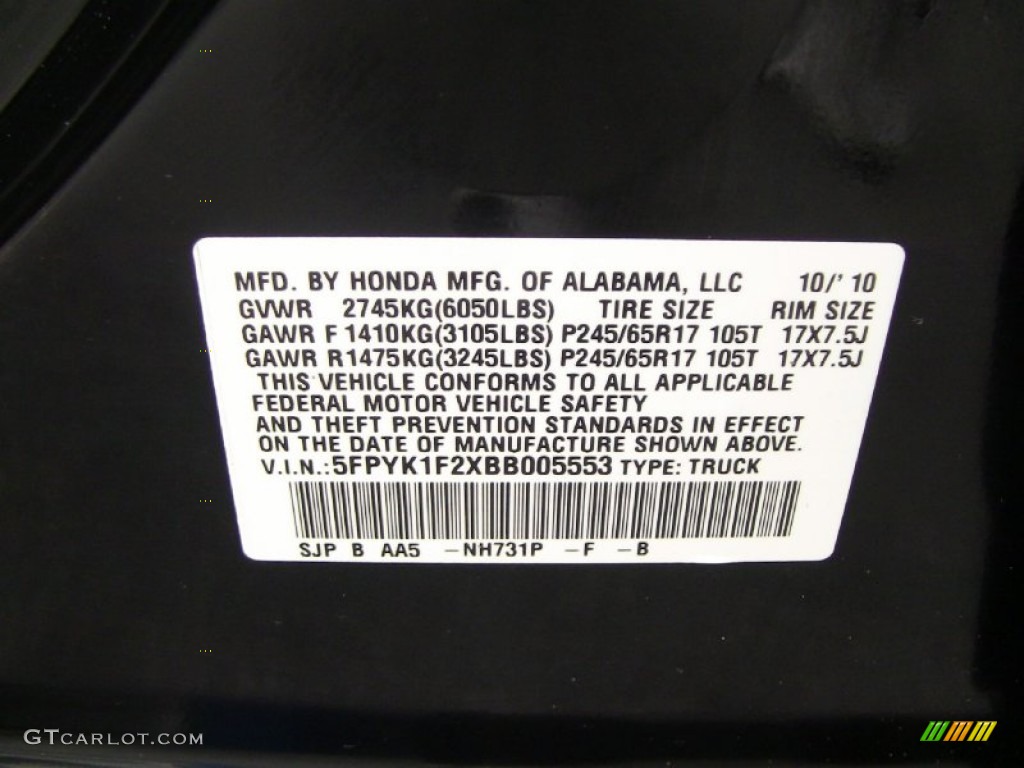 MFD. BY HONDA MFG. OF ALABAMA, LLC 10/' 10
GVWR 2745KG(6050LBS) TIRE SIZE RIM SIZE
GAWR F 1410KG(3105LBS) P245/65R17 105T 17X7.5J
GAWR R1475KG(3245LBS) P245/65R17 105T 17X7.5J
THIS VEHICLE CONFORMS TO ALL APPLICABLE
FEDERAL MOTOR VEHICLE SAFETY
AND THEFT PREVENTION STANDARDS IN EFFECT
ON THE DATE OF MANUFACTURE SHOWN ABOVE.
V.I.N.:5FPYK1F2XBB005553 TYPE: TRUCK
SJP B AA5 -NH731P -F -B
GTCARLOT.COM